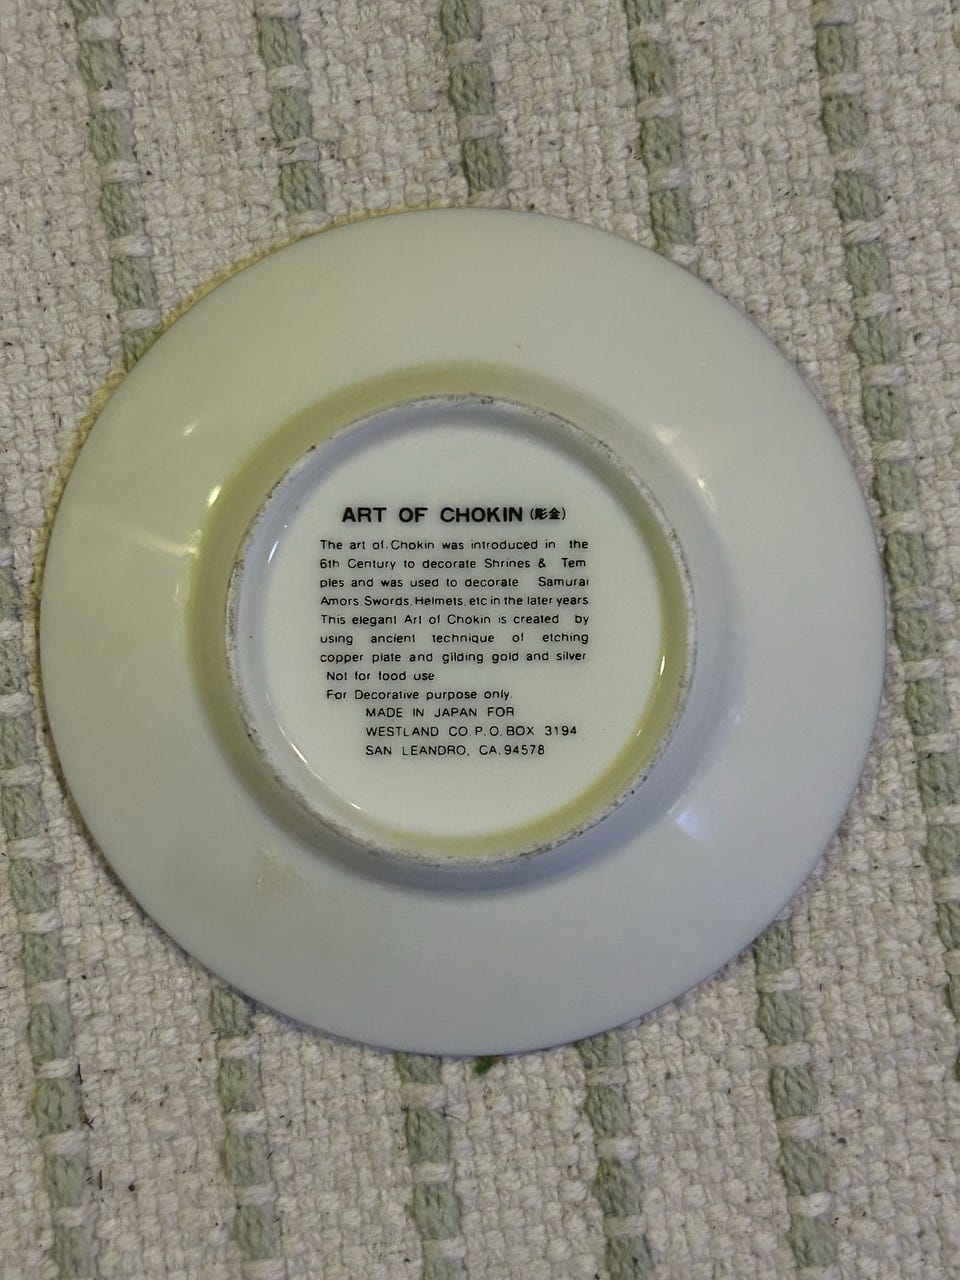 ART OF CHOKIN (彫金)
The art of Chokin was introduced in the
6th Century to decorate Shrines & Tem
ples and was used to decorate Samurai
Amors Swords, Helmets, etc in the later years
This elegant Art of Chokin is created by
using ancient technique of etching
copper plate and gilding gold and silver
Not for food use
For Decorative purpose only.
MADE IN JAPAN FOR
WESTLAND CO. P.O. BOX 3194
SAN LEANDRO, CA. 94578